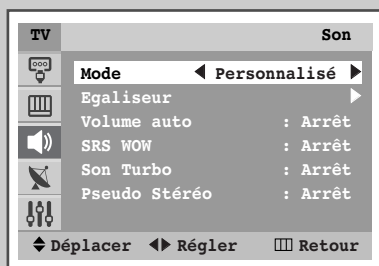 TV Son
Mode Personnalisé
Egaliseur
Volume auto : Arrêt
SRS WOW : Arrêt
Son Turbo : Arrêt
Pseudo Stéréo : Arrêt
Déplacer Régler Retour